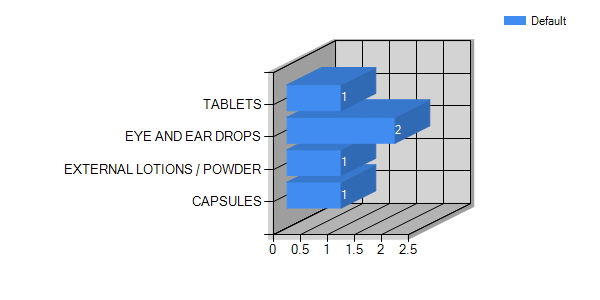 Default
TABLETS
1
EYE AND EAR DROPS
2
EXTERNAL LOTIONS / POWDER
1
CAPSULES
1
0 0.5 1 1.5 2 2.5